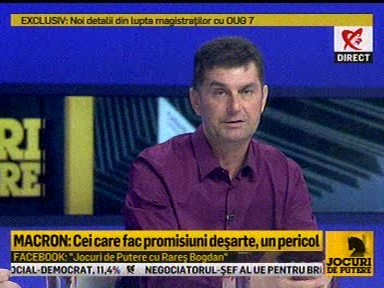 EXCLUSIV: Noi detalii din lupta magistraților cu OUG 7
DIRECT
RI
ERE
MACRON: Cei care fac promisiuni deșarte, un pericol
FACEBOOK: "Jocuri de Putere cu Rareș Bogdan"
OCIAL-DEMOCRAT, 11,4% NEGOCIATORUL-ȘEF AL UE PENTRU BRI
JOCURI
DE PUTERE